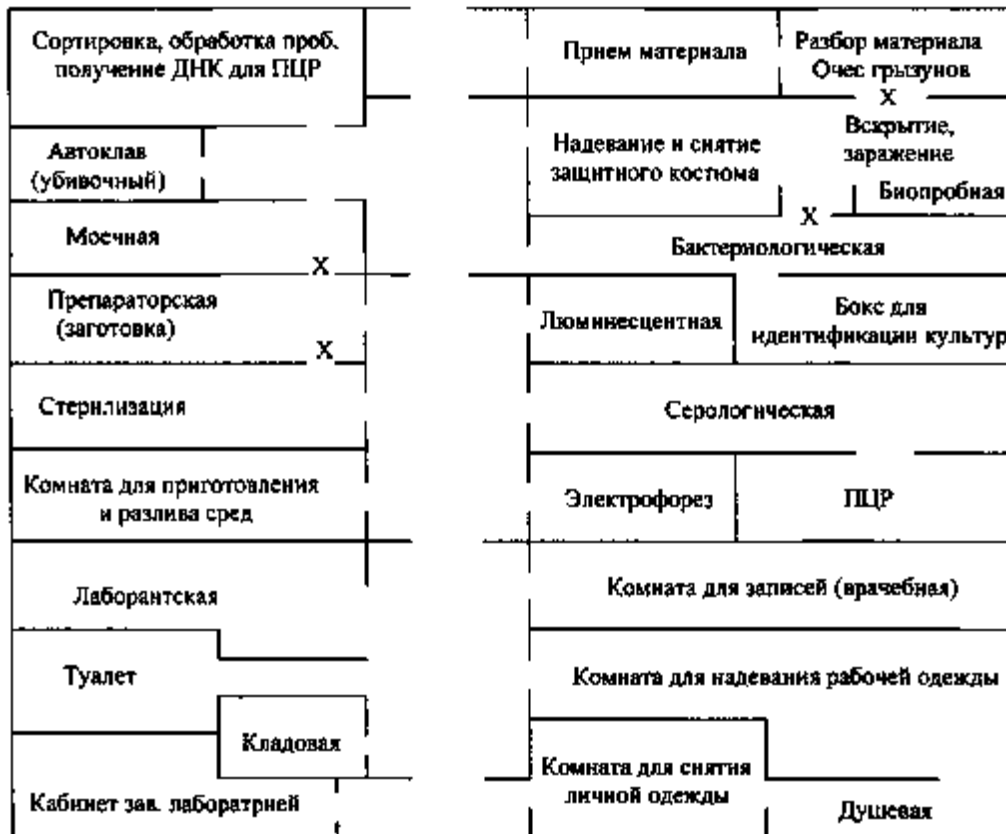 Сортировка, обработка проб.
получение ДНК для ПЦР
Прием материала
Разбор материала
Очес грызунов
X
Автоклав
(убивочный)
Надевание и снятие
защитного костюма
Вскрытие,
заражение
Биопробная
X
Моечная
X
Бактернологическая
Препараторская
(заготовка)
X
Люминесцентная
Бокс для
идентификации культур
Стерилизация
Серологическая
Комната для приготовления
и разлива сред
Электрофорез
ПЦР
Лаборантская
Комната для записей (врачебная)
Туалет
Комната для надевания рабочей одежды
Кладовая
Кабинет зав. лаборатрней
Комната для снятия
личной одежды
Душевая